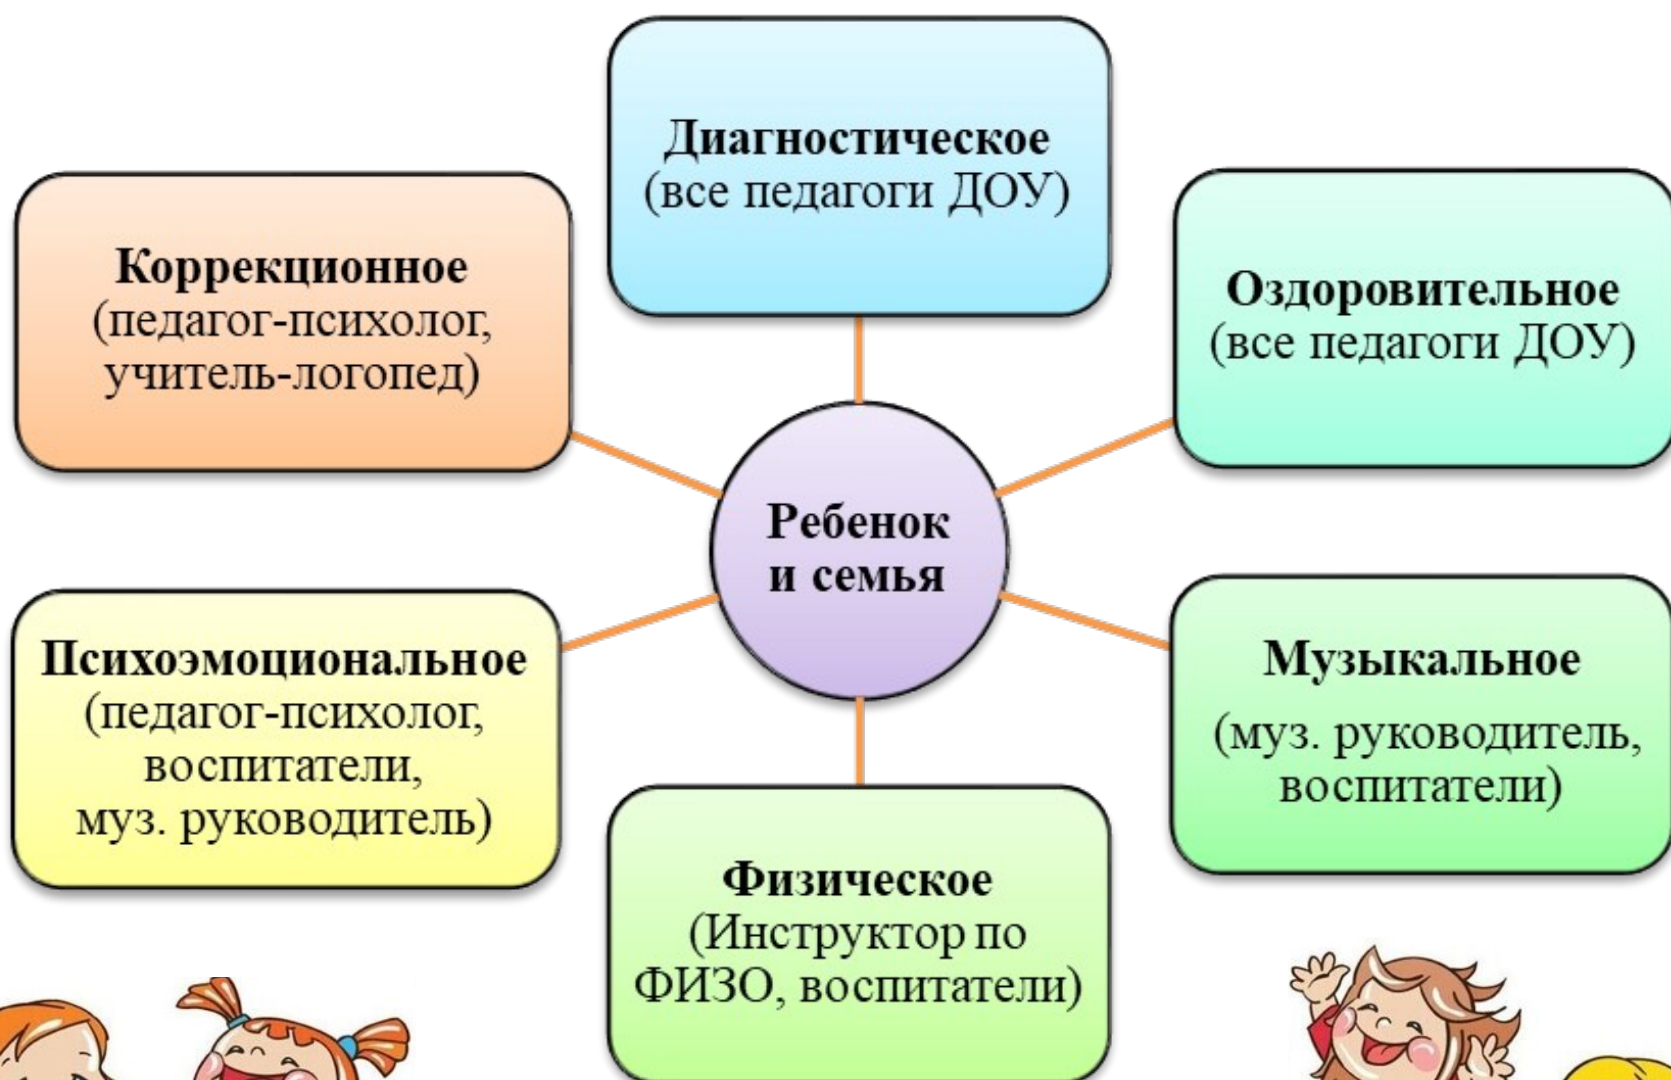 Диагностическое
(все педагоги ДОУ)
Коррекционное
(педагог-психолог,
учитель-логопед)
Оздоровительное
(все педагоги ДОУ)
Ребенок
и семья
Психоэмоциональное
(педагог-психолог,
воспитатели,
муз. руководитель)
Музыкальное
(муз. руководитель,
воспитатели)
Физическое
(Инструктор по
ФИЗО, воспитатели)